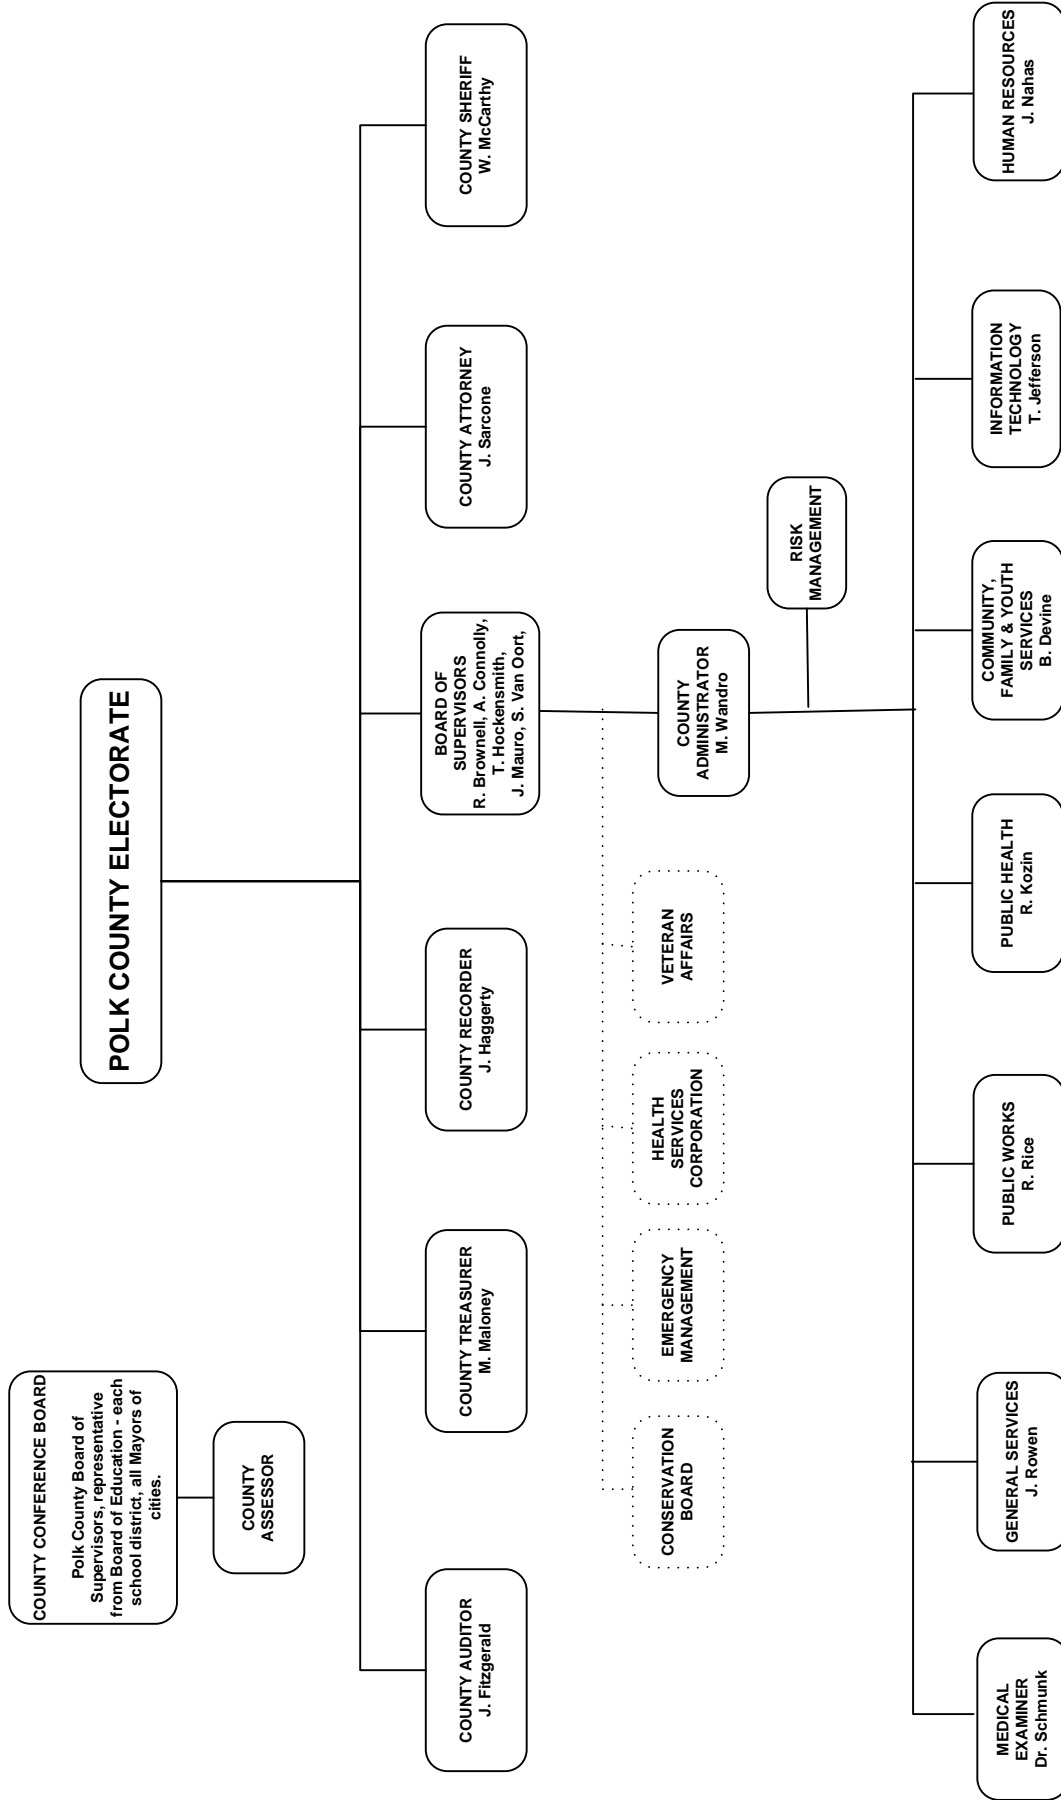 COUNTY CONFERENCE BOARD
Polk County Board of
Supervisors, representative
from Board of Education - each
school district, all Mayors of
cities.
COUNTY
ASSESSOR
POLK COUNTY ELECTORATE
COUNTY AUDITOR
J. Fitzgerald
COUNTY TREASURER
M. Maloney
COUNTY RECORDER
J. Haggerty
BOARD OF
SUPERVISORS
R. Brownell, A. Connolly,
T. Hockensmith,
J. Mauro, S. Van Oort,
COUNTY ATTORNEY
J. Sarcone
COUNTY SHERIFF
W. McCarthy
CONSERVATION
BOARD
EMERGENCY
MANAGEMENT
HEALTH
SERVICES
CORPORATION
VETERAN
AFFAIRS
COUNTY
ADMINISTRATOR
M. Wandro
RISK
MANAGEMENT
MEDICAL
EXAMINER
Dr. Schmunk
GENERAL SERVICES
J. Rowen
PUBLIC WORKS
R. Rice
PUBLIC HEALTH
R. Kozin
COMMUNITY,
FAMILY & YOUTH
SERVICES
B. Devine
INFORMATION
TECHNOLOGY
T. Jefferson
HUMAN RESOURCES
J. Nahas